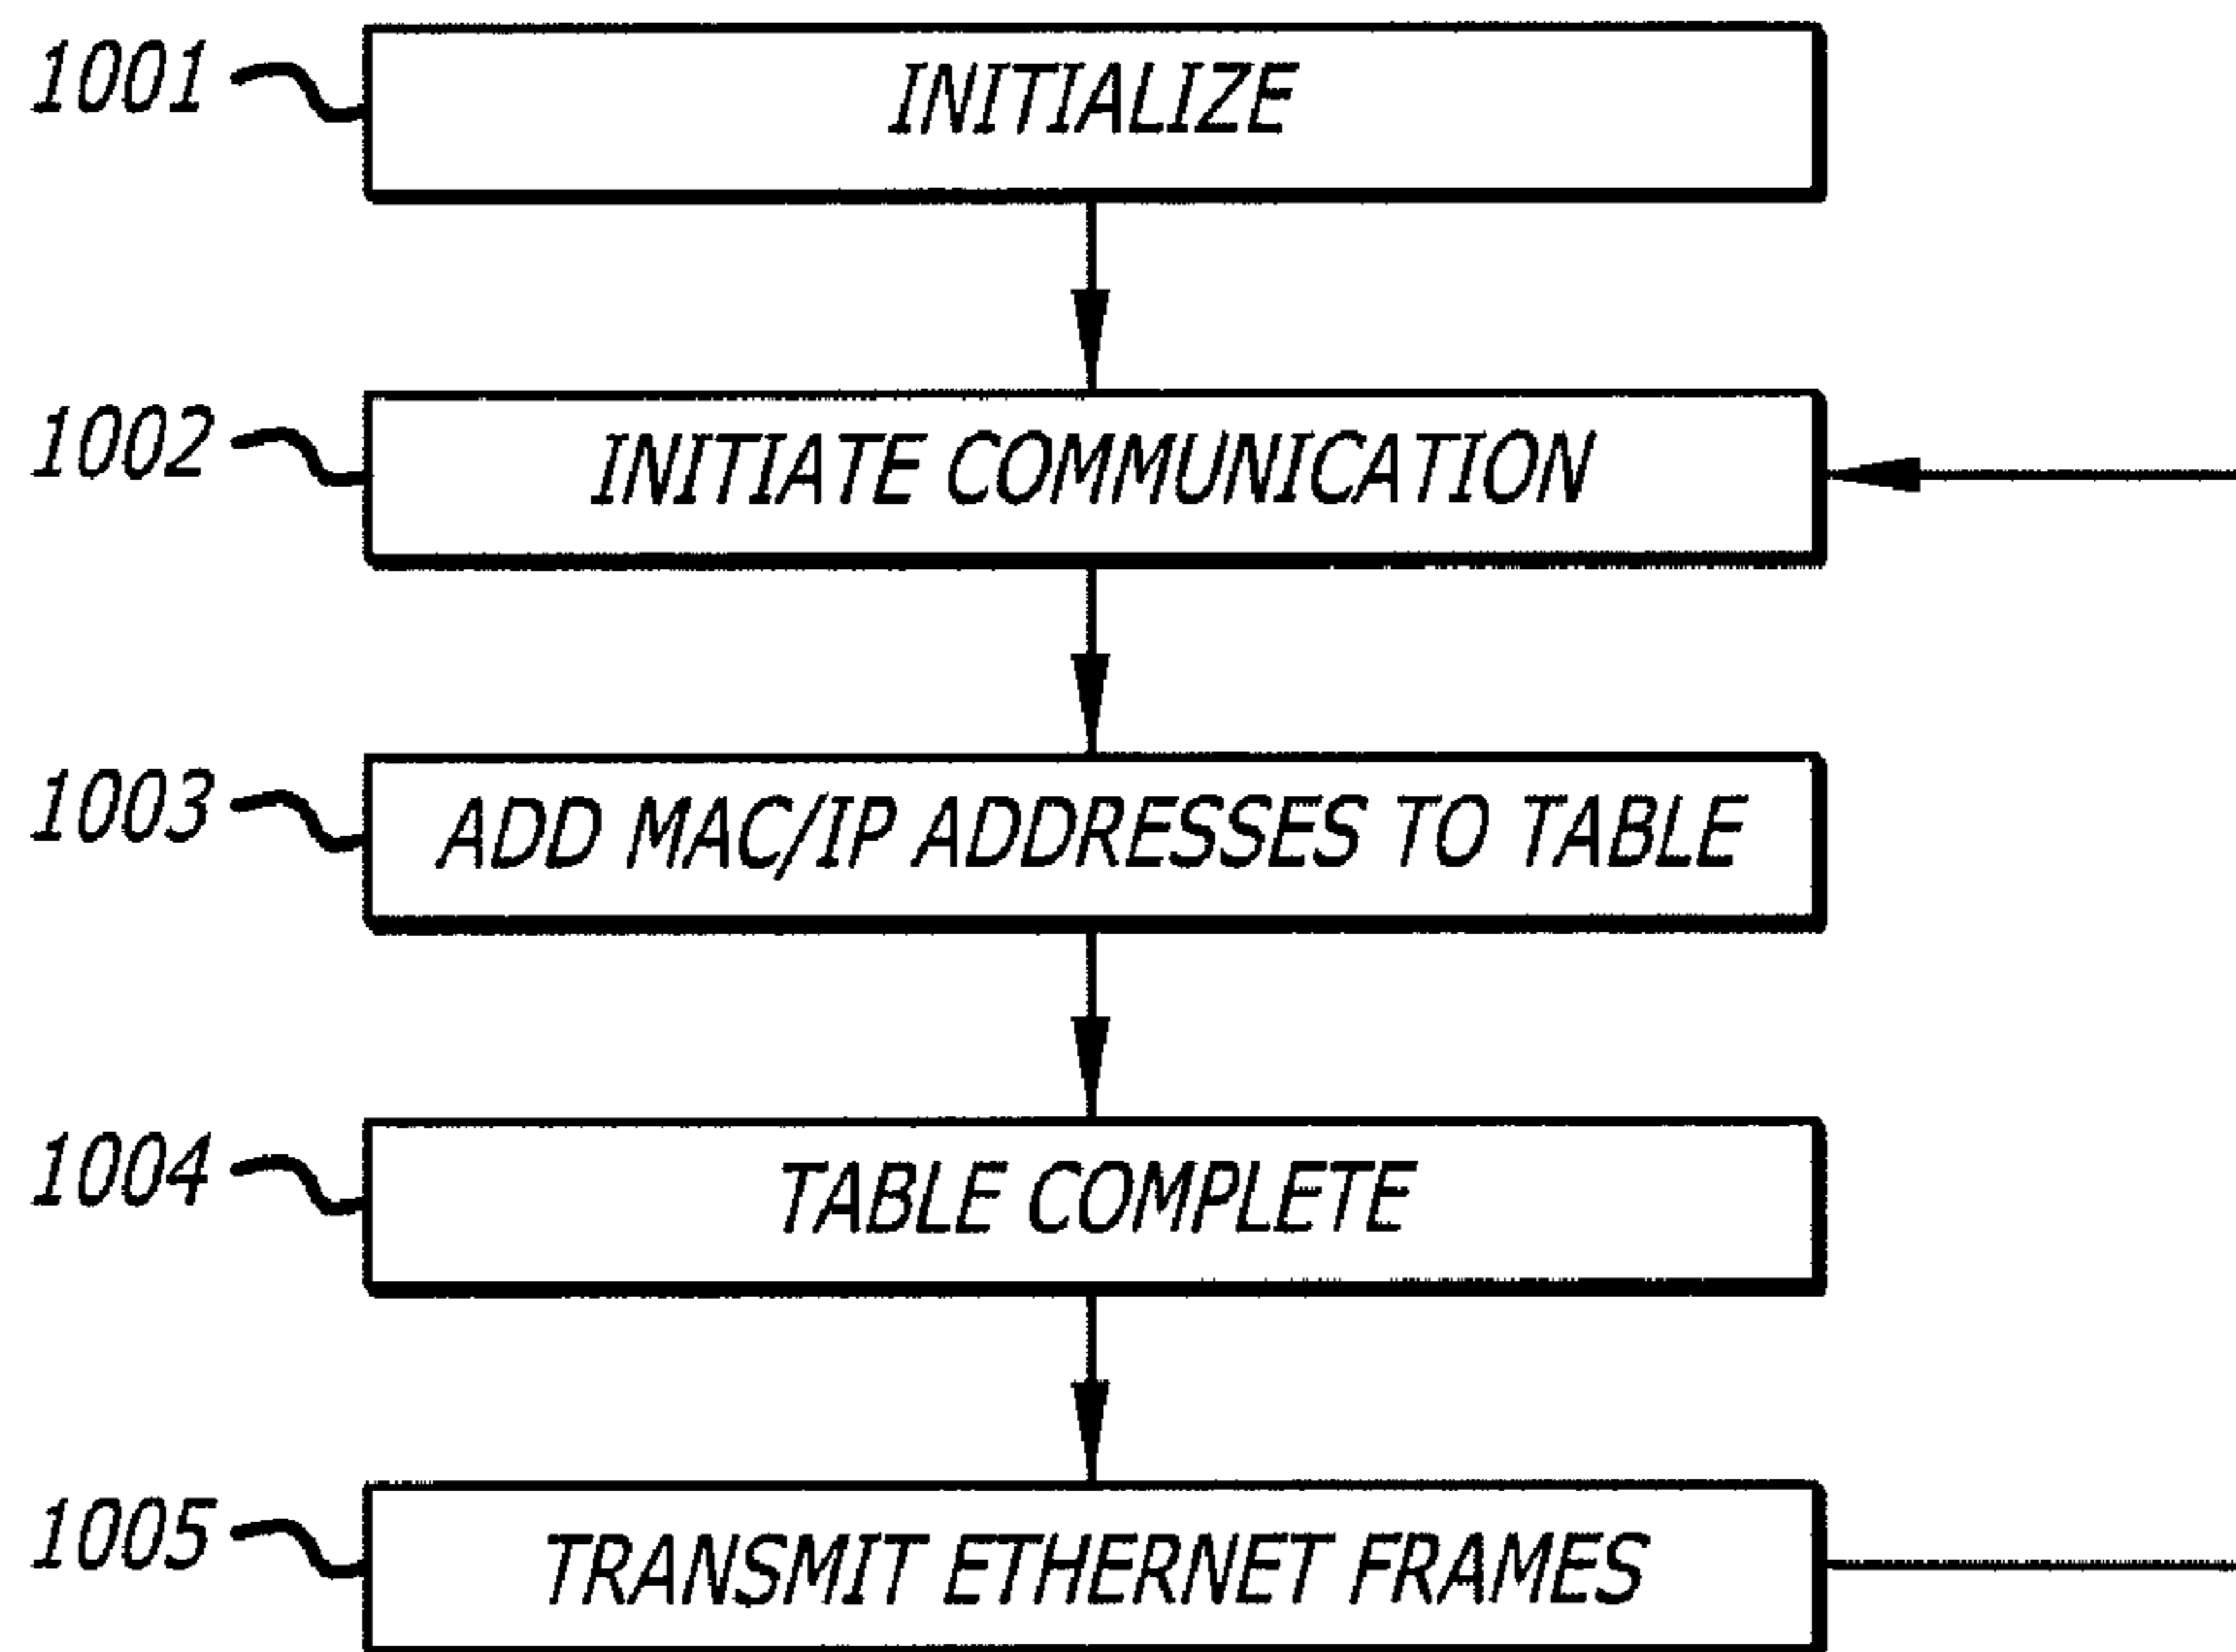 1001 INITIALIZE
1002 INITIATE COMMUNICATION
1003 ADD MAC/IP ADDRESSES TO TABLE
1004 TABLE COMPLETE
1005 TRANSMIT ETHERNET FRAMES